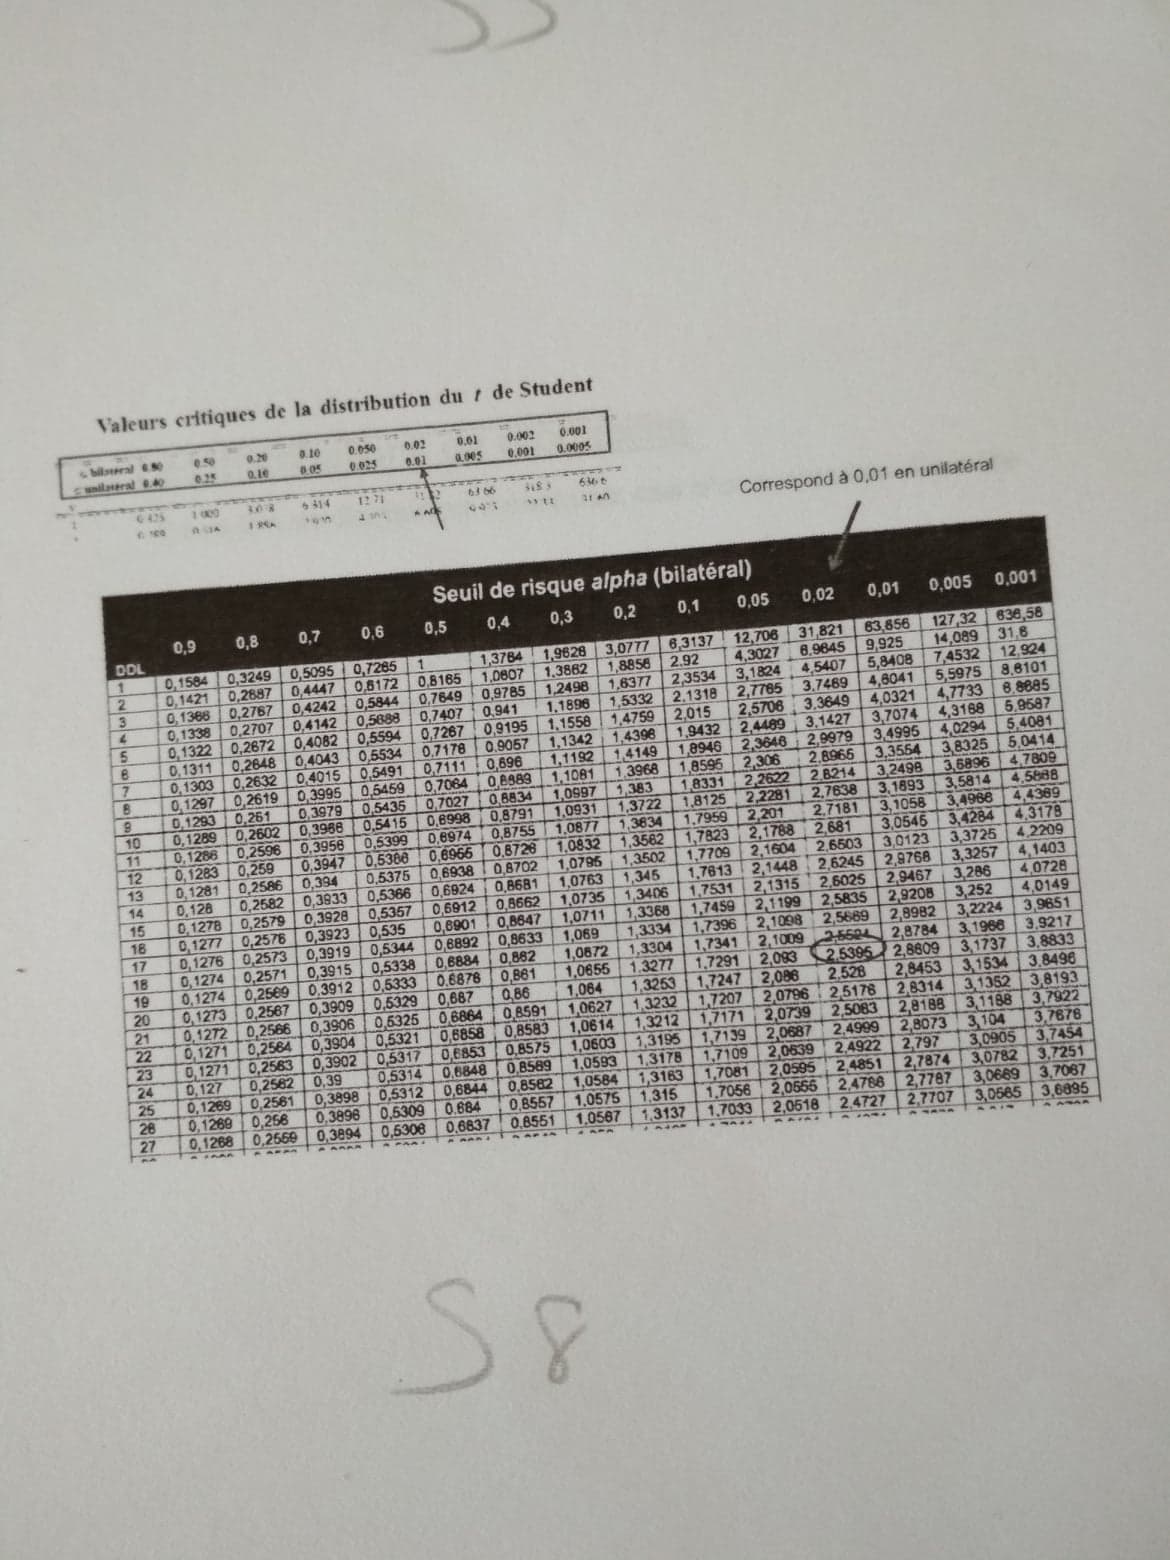 Valeurs critiques de la distribution du t de Student
bilatéral 0.80 0.50 0.20 0.10 0.050 0.02 0.01 0.002 0.001
unilatéral 0.40 0.25 0.10 0.05 0.025 0.01 0.005 0.001 0.0005
6 314 12 71 63 66
Correspond à 0,01 en unilatéral
Seuil de risque alpha (bilatéral)
DDL 0,9 0,8 0,7 0,6 0,5 0,4 0,3 0,2 0,1 0,05 0,02 0,01 0,005 0,001
1 0,1584 0,3249 0,5095 0,7265 1 1,3764 1,9626 3,0777 6,3137 12,706 31,821 63,656 127,32 636,58
2 0,1421 0,2887 0,4447 0,6172 0,8165 1,0607 1,3862 1,8856 2,92 4,3027 6,9645 9,925 14,089 31,6
3 0,1366 0,2767 0,4242 0,5844 0,7649 0,9785 1,2498 1,6377 2,3534 3,1824 4,5407 5,8408 7,4532 12,924
4 0,1338 0,2707 0,4142 0,5686 0,7407 0,941 1,1896 1,5332 2,1318 2,7765 3,7469 4,6041 5,5975 8,6101
5 0,1322 0,2672 0,4082 0,5594 0,7267 0,9195 1,1558 1,4759 2,015 2,5706 3,3649 4,0321 4,7733 6,8685
6 0,1311 0,2648 0,4043 0,5534 0,7176 0,9057 1,1342 1,4398 1,9432 2,4469 3,1427 3,7074 4,3168 5,9587
7 0,1303 0,2632 0,4015 0,5491 0,7111 0,896 1,1192 1,4149 1,8946 2,3646 2,9979 3,4995 4,0294 5,4081
8 0,1297 0,2619 0,3995 0,5459 0,7064 0,8889 1,1081 1,3968 1,8595 2,306 2,8965 3,3554 3,8325 5,0414
9 0,1293 0,261 0,3979 0,5435 0,7027 0,8834 1,0997 1,383 1,8331 2,2622 2,8214 3,2498 3,6896 4,7809
10 0,1289 0,2602 0,3966 0,5415 0,6998 0,8791 1,0931 1,3722 1,8125 2,2281 2,7638 3,1693 3,5814 4,5868
11 0,1286 0,2596 0,3956 0,5399 0,6974 0,8755 1,0877 1,3634 1,7959 2,201 2,7181 3,1058 3,4966 4,4369
12 0,1283 0,259 0,3947 0,5386 0,6955 0,8726 1,0832 1,3562 1,7823 2,1788 2,681 3,0545 3,4284 4,3178
13 0,1281 0,2586 0,394 0,5375 0,6938 0,8702 1,0795 1,3502 1,7709 2,1604 2,6503 3,0123 3,3725 4,2209
14 0,128 0,2582 0,3933 0,5366 0,6924 0,8681 1,0763 1,345 1,7613 2,1448 2,6245 2,9768 3,3257 4,1403
15 0,1278 0,2579 0,3928 0,5357 0,6912 0,8662 1,0735 1,3406 1,7531 2,1315 2,6025 2,9467 3,286 4,0728
16 0,1277 0,2576 0,3923 0,535 0,6901 0,8647 1,0711 1,3368 1,7459 2,1199 2,5835 2,9208 3,252 4,0149
17 0,1276 0,2573 0,3919 0,5344 0,6892 0,8633 1,069 1,3334 1,7396 2,1098 2,5669 2,8982 3,2224 3,9651
18 0,1274 0,2571 0,3915 0,5338 0,6884 0,862 1,0672 1,3304 1,7341 2,1009 2,5524 2,8784 3,1966 3,9217
19 0,1274 0,2569 0,3912 0,5333 0,6876 0,861 1,0655 1,3277 1,7291 2,093 2,5395 2,8609 3,1737 3,8833
20 0,1273 0,2567 0,3909 0,5329 0,687 0,86 1,064 1,3253 1,7247 2,086 2,528 2,8453 3,1534 3,8496
21 0,1272 0,2566 0,3906 0,5325 0,6864 0,8591 1,0627 1,3232 1,7207 2,0796 2,5176 2,8314 3,1352 3,8193
22 0,1271 0,2564 0,3904 0,5321 0,6858 0,8583 1,0614 1,3212 1,7171 2,0739 2,5083 2,8188 3,1188 3,7922
23 0,1271 0,2563 0,3902 0,5317 0,6853 0,8575 1,0603 1,3195 1,7139 2,0687 2,4999 2,8073 3,104 3,7676
24 0,127 0,2562 0,39 0,5314 0,6848 0,8569 1,0593 1,3178 1,7109 2,0639 2,4922 2,797 3,0905 3,7454
25 0,1269 0,2561 0,3898 0,5312 0,6844 0,8562 1,0584 1,3163 1,7081 2,0595 2,4851 2,7874 3,0782 3,7251
26 0,1269 0,256 0,3896 0,5309 0,684 0,8557 1,0575 1,315 1,7056 2,0555 2,4786 2,7787 3,0669 3,7067
27 0,1268 0,2559 0,3894 0,5306 0,6837 0,8551 1,0567 1,3137 1,7033 2,0518 2,4727 2,7707 3,0565 3,6895
S8